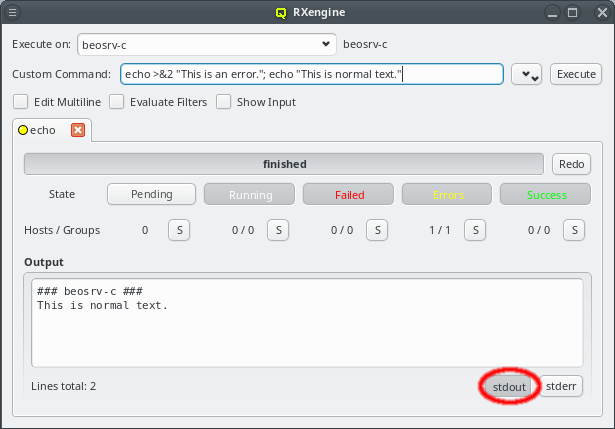 RXengine
Execute on: beosrv-c beosrv-c
Custom Command: echo >&2 "This is an error."; echo "This is normal text." Execute
Edit Multiline Evaluate Filters Show Input
echo
finished Redo
State Pending Running Failed Errors Success
Hosts / Groups 0 S 0 / 0 S 0 / 0 S 1 / 1 S 0 / 0 S
Output
### beosrv-c ###
This is normal text.
Lines total: 2 stdout stderr